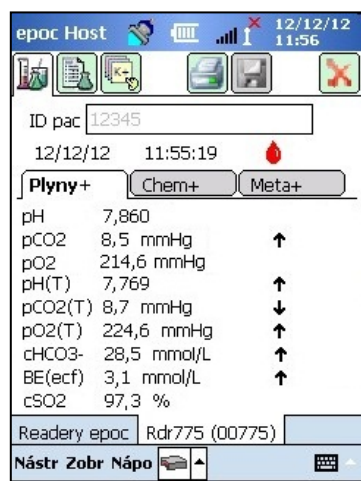 epoc Host 12/12/12
11:56
K+
ID pac 12345
12/12/12 11:55:19
Plyny+ Chem+ Meta+
pH 7,860
pCO2 8,5 mmHg ↑
pO2 214,6 mmHg
pH(T) 7,769 ↑
pCO2(T) 8,7 mmHg ↓
pO2(T) 224,6 mmHg ↑
cHCO3- 28,5 mmol/L ↑
BE(ecf) 3,1 mmol/L ↑
cSO2 97,3 %
Readery epoc Rdr775 (00775)
Nástr Zobr Nápo